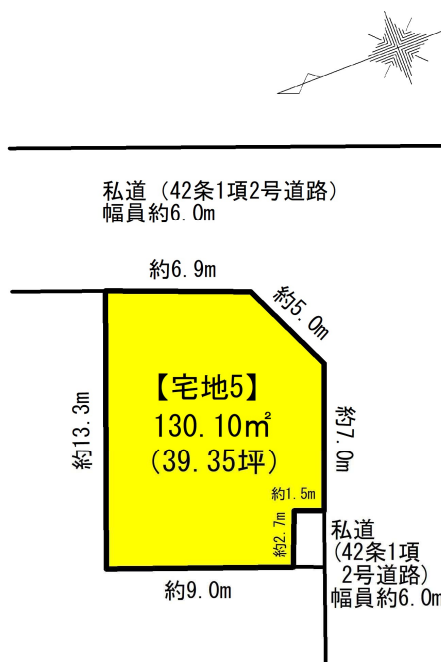 私道（42条1項2号道路）
幅員約6.0m
約6.9m
約5.0m
【宅地5】
130.10㎡
(39.35坪)
約13.3m
約7.0m
約1.5m
約2.7m
私道
(42条1項
2号道路)
幅員約6.0m
約9.0m